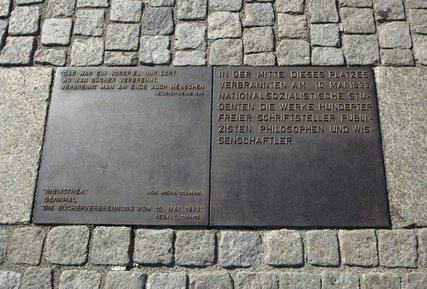 "DAS WAR EIN VORSPIEL NUR, DORT
WO MAN BÜCHER VERBRENNT,
VERBRENNT MAN AM ENDE AUCH MENSCHEN"
HEINRICH HEINE 1820
"BIBLIOTHEK"
VON MICHA ULLMAN
DENKMAL
DIE BÜCHERVERBRENNUNG VOM 10. MAI 1933
GEBAUT 1994/95
IN DER MITTE DIESES PLATZES
VERBRANNTEN AM 10. MAI 1933
NATIONALSOZIALISTISCHE STU-
DENTEN DIE WERKE HUNDERTER
FREIER SCHRIFTSTELLER, PUBLI-
ZISTEN, PHILOSOPHEN UND WIS-
SENSCHAFTLER.